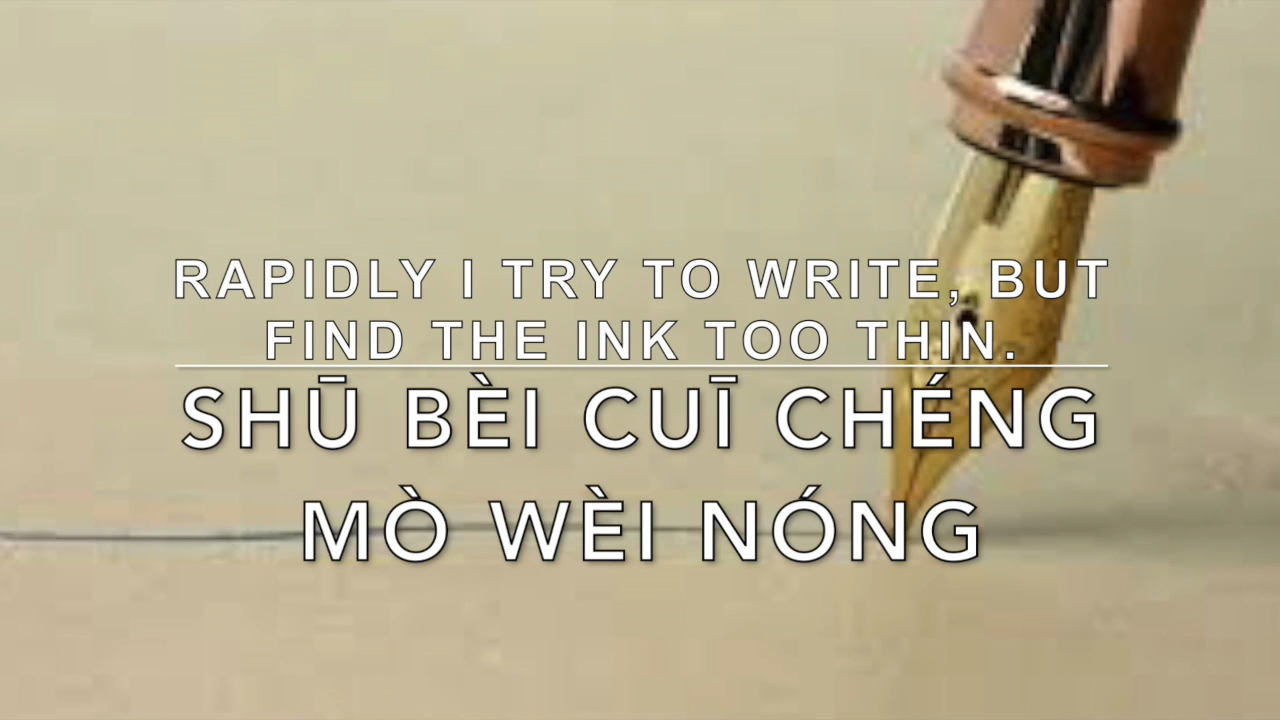 RAPIDLY I TRY TO WRITE, BUT
FIND THE INK TOO THIN.
SHŪ BÈI CUĪ CHÉNG
MÒ WÈI NÓNG